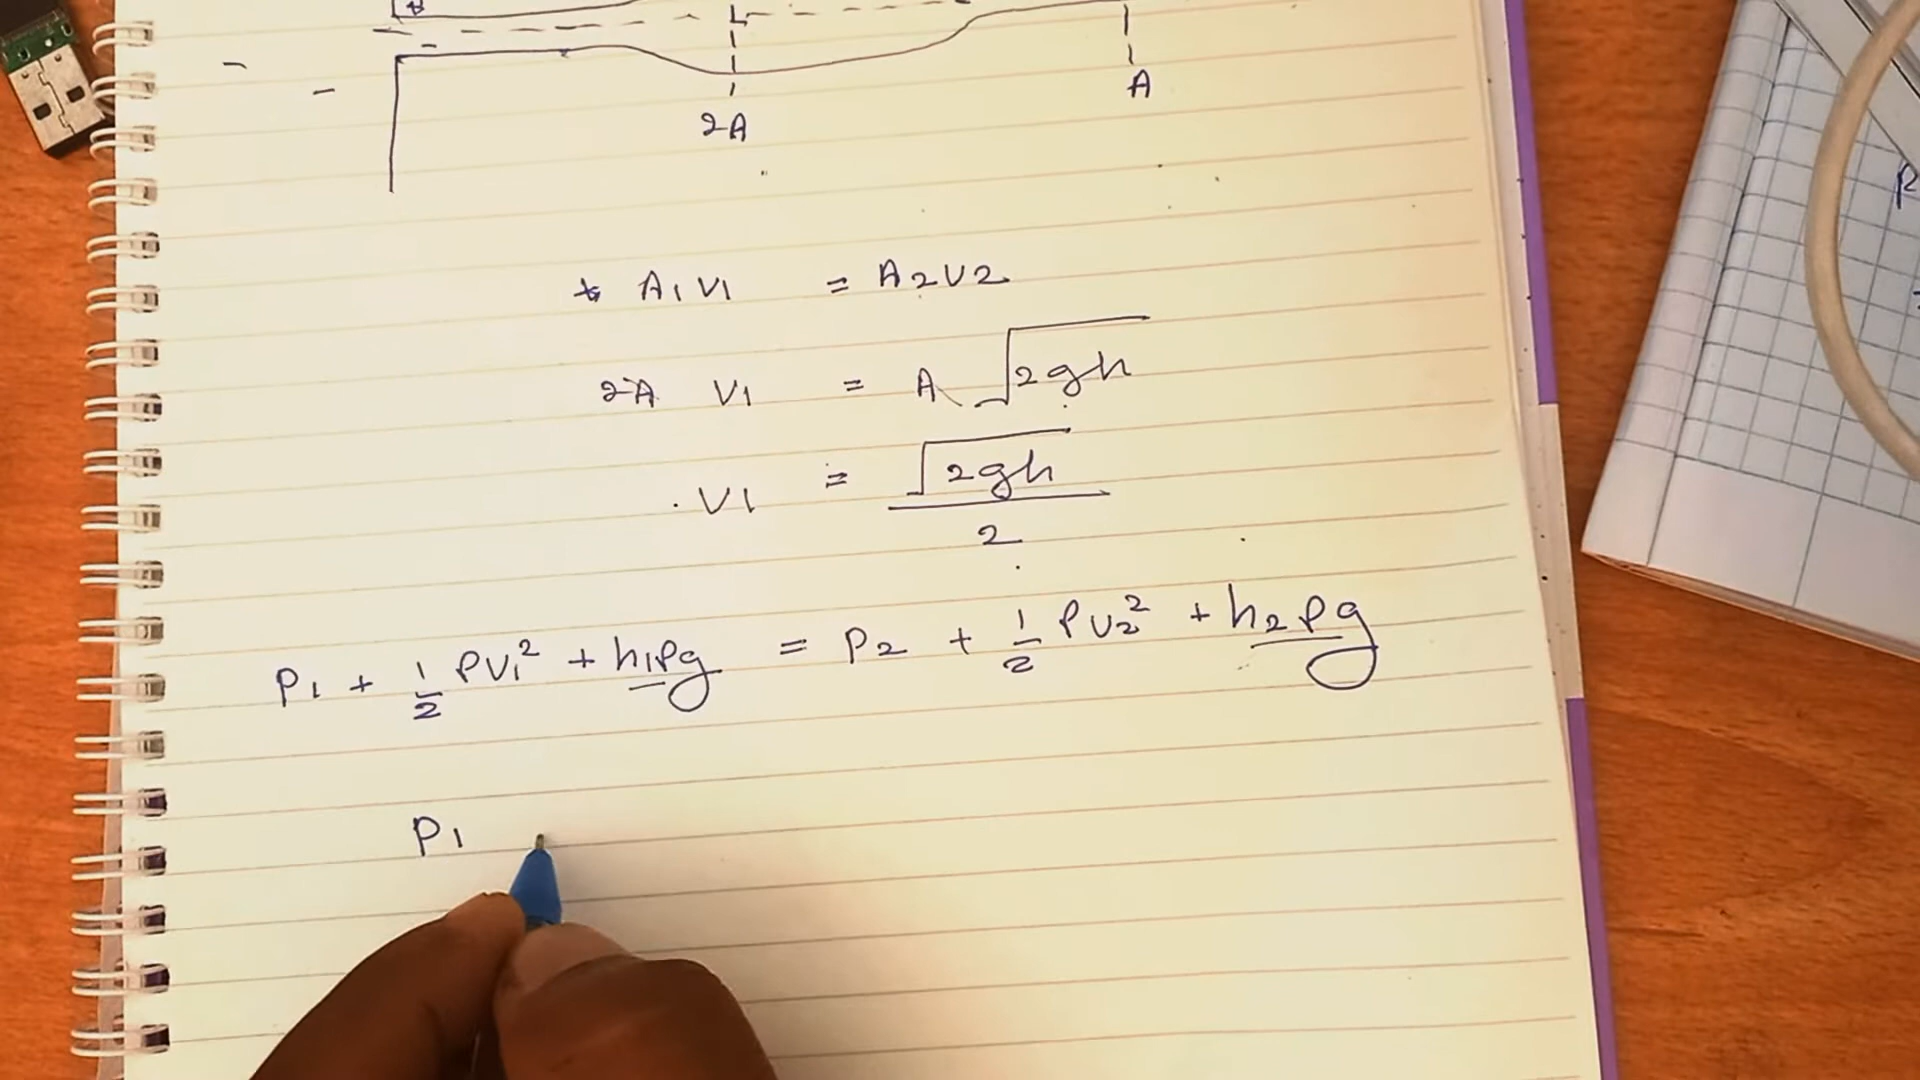 A
2A
* A1 V1 = A2 V2
2A V1 = A √2gh
V1 = √2gh / 2
P1 + 1/2 ρV1² + h1ρg = P2 + 1/2 ρV2² + h2ρg
P1